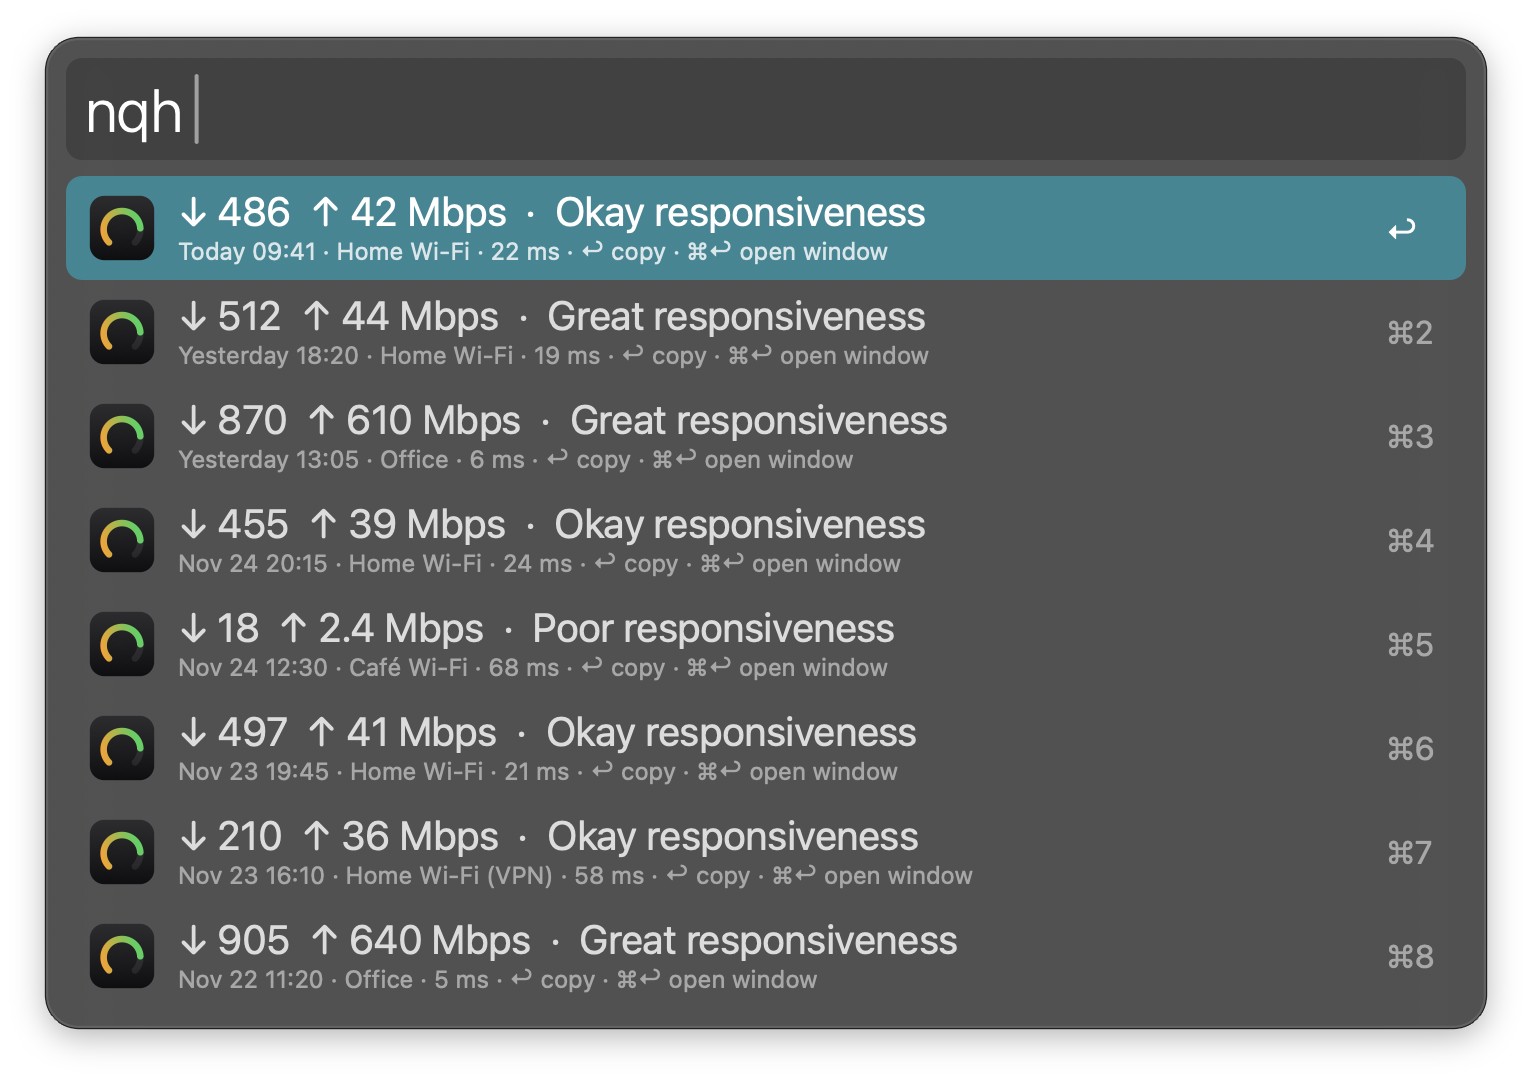 nqh
↓ 486 ↑ 42 Mbps · Okay responsiveness
Today 09:41 · Home Wi-Fi · 22 ms · ↩ copy · ⌘↩ open window
↩
↓ 512 ↑ 44 Mbps · Great responsiveness
Yesterday 18:20 · Home Wi-Fi · 19 ms · ↩ copy · ⌘↩ open window
⌘2
↓ 870 ↑ 610 Mbps · Great responsiveness
Yesterday 13:05 · Office · 6 ms · ↩ copy · ⌘↩ open window
⌘3
↓ 455 ↑ 39 Mbps · Okay responsiveness
Nov 24 20:15 · Home Wi-Fi · 24 ms · ↩ copy · ⌘↩ open window
⌘4
↓ 18 ↑ 2.4 Mbps · Poor responsiveness
Nov 24 12:30 · Café Wi-Fi · 68 ms · ↩ copy · ⌘↩ open window
⌘5
↓ 497 ↑ 41 Mbps · Okay responsiveness
Nov 23 19:45 · Home Wi-Fi · 21 ms · ↩ copy · ⌘↩ open window
⌘6
↓ 210 ↑ 36 Mbps · Okay responsiveness
Nov 23 16:10 · Home Wi-Fi (VPN) · 58 ms · ↩ copy · ⌘↩ open window
⌘7
↓ 905 ↑ 640 Mbps · Great responsiveness
Nov 22 11:20 · Office · 5 ms · ↩ copy · ⌘↩ open window
⌘8